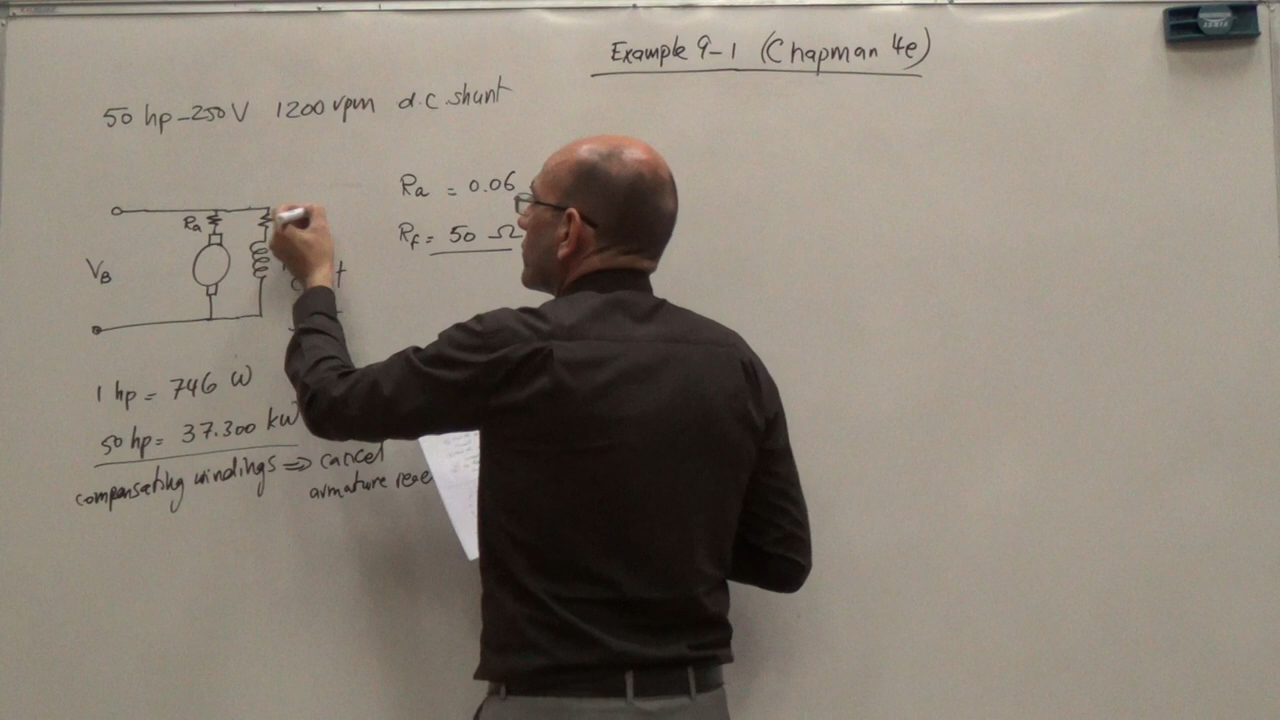 Example 9-1 (Chapman 4e)
50 hp - 250 V 1200 rpm d.c. shunt
Ra = 0.06
RF = 50 Ω
Ra
VB
1 hp = 746 W
50 hp = 37.300 kW
compensating windings ⇒ cancel
armature